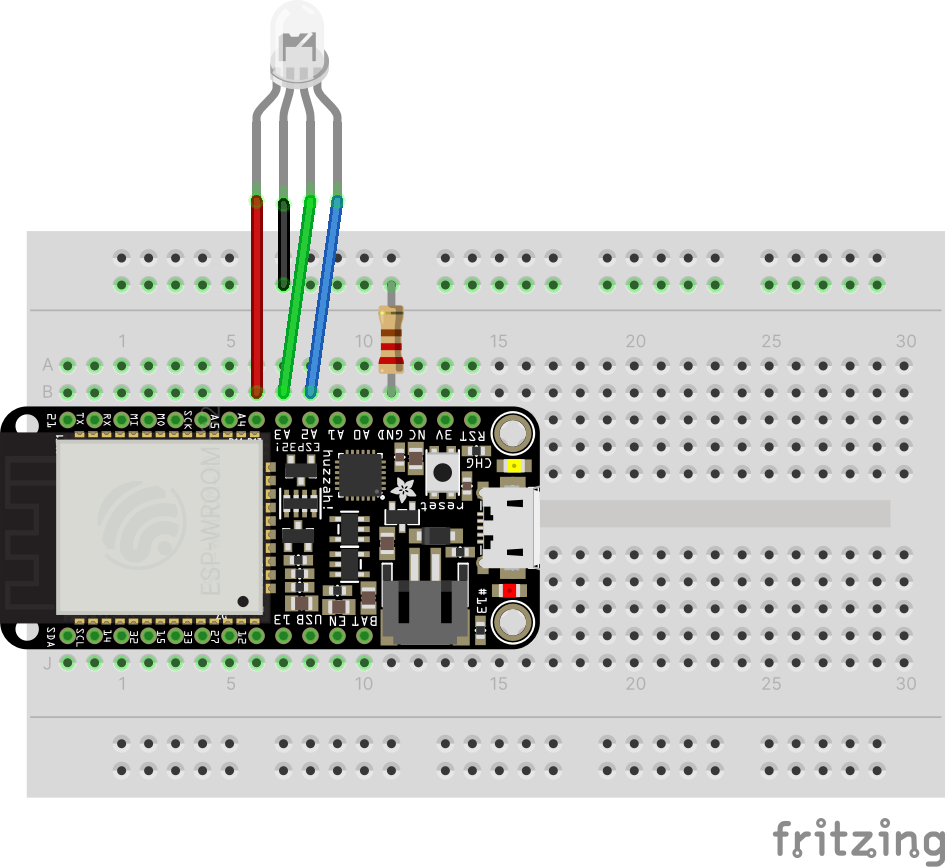 1 5 10 15 20 25 30
A
B
21 TX RX MI MO SCK A5 A4 A3 A2 A1 A0 GND NC 3V RST
ESP32!
CHG
huzzah!
reset
ESP-WROOM-32
#13
SDA SCL 14 32 15 33 27 12 13 USB EN BAT
J
1 5 10 15 20 25 30
fritzing